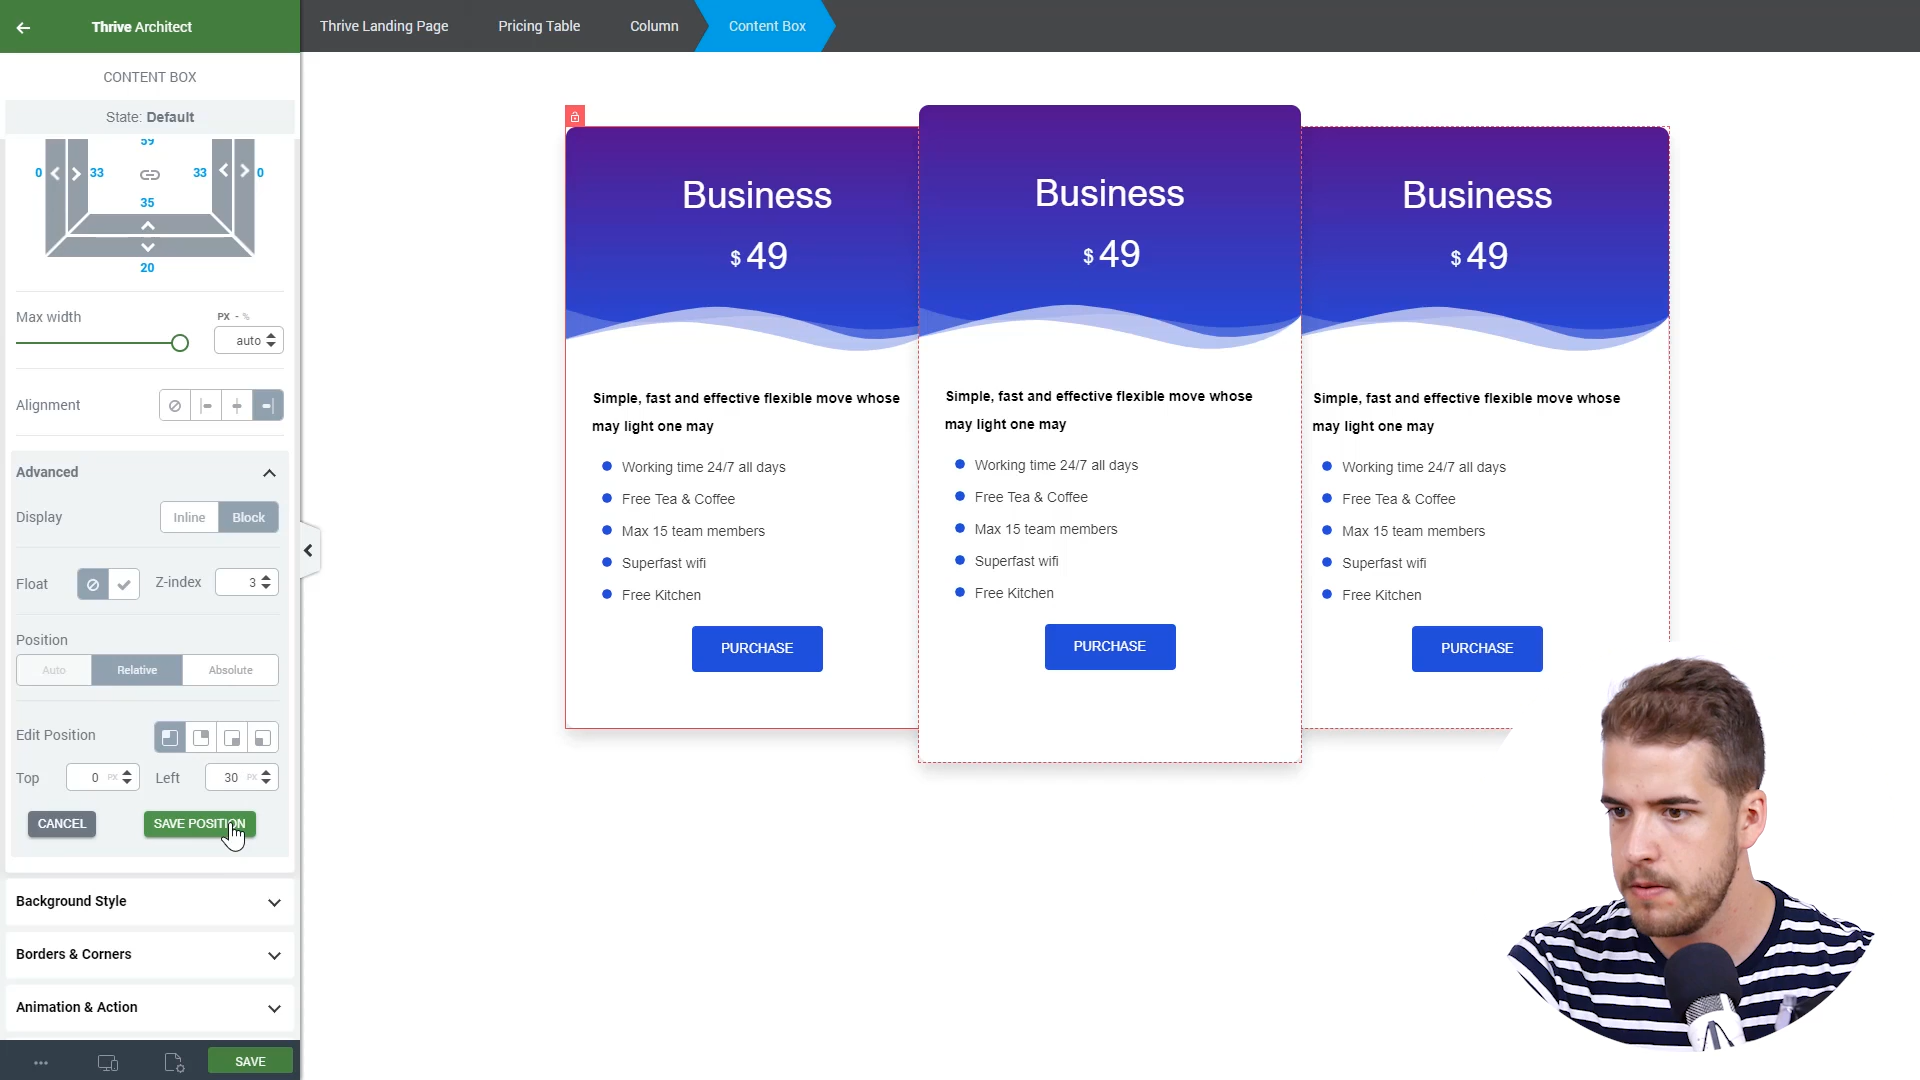 Thrive Architect
Thrive Landing Page
Pricing Table
Column
Content Box
CONTENT BOX
State: Default
59
0
33
33
0
35
20
Max width
PX - %
auto
Alignment
Advanced
Display
Inline
Block
Float
Z-index
3
Position
Auto
Relative
Absolute
Edit Position
Top
0 PX
Left
30 PX
CANCEL
SAVE POSITION
Background Style
Borders & Corners
Animation & Action
SAVE
Business
$ 49
Simple, fast and effective flexible move whose
may light one may
Working time 24/7 all days
Free Tea & Coffee
Max 15 team members
Superfast wifi
Free Kitchen
PURCHASE
Business
$ 49
Simple, fast and effective flexible move whose
may light one may
Working time 24/7 all days
Free Tea & Coffee
Max 15 team members
Superfast wifi
Free Kitchen
PURCHASE
Business
$ 49
Simple, fast and effective flexible move whose
may light one may
Working time 24/7 all days
Free Tea & Coffee
Max 15 team members
Superfast wifi
Free Kitchen
PURCHASE